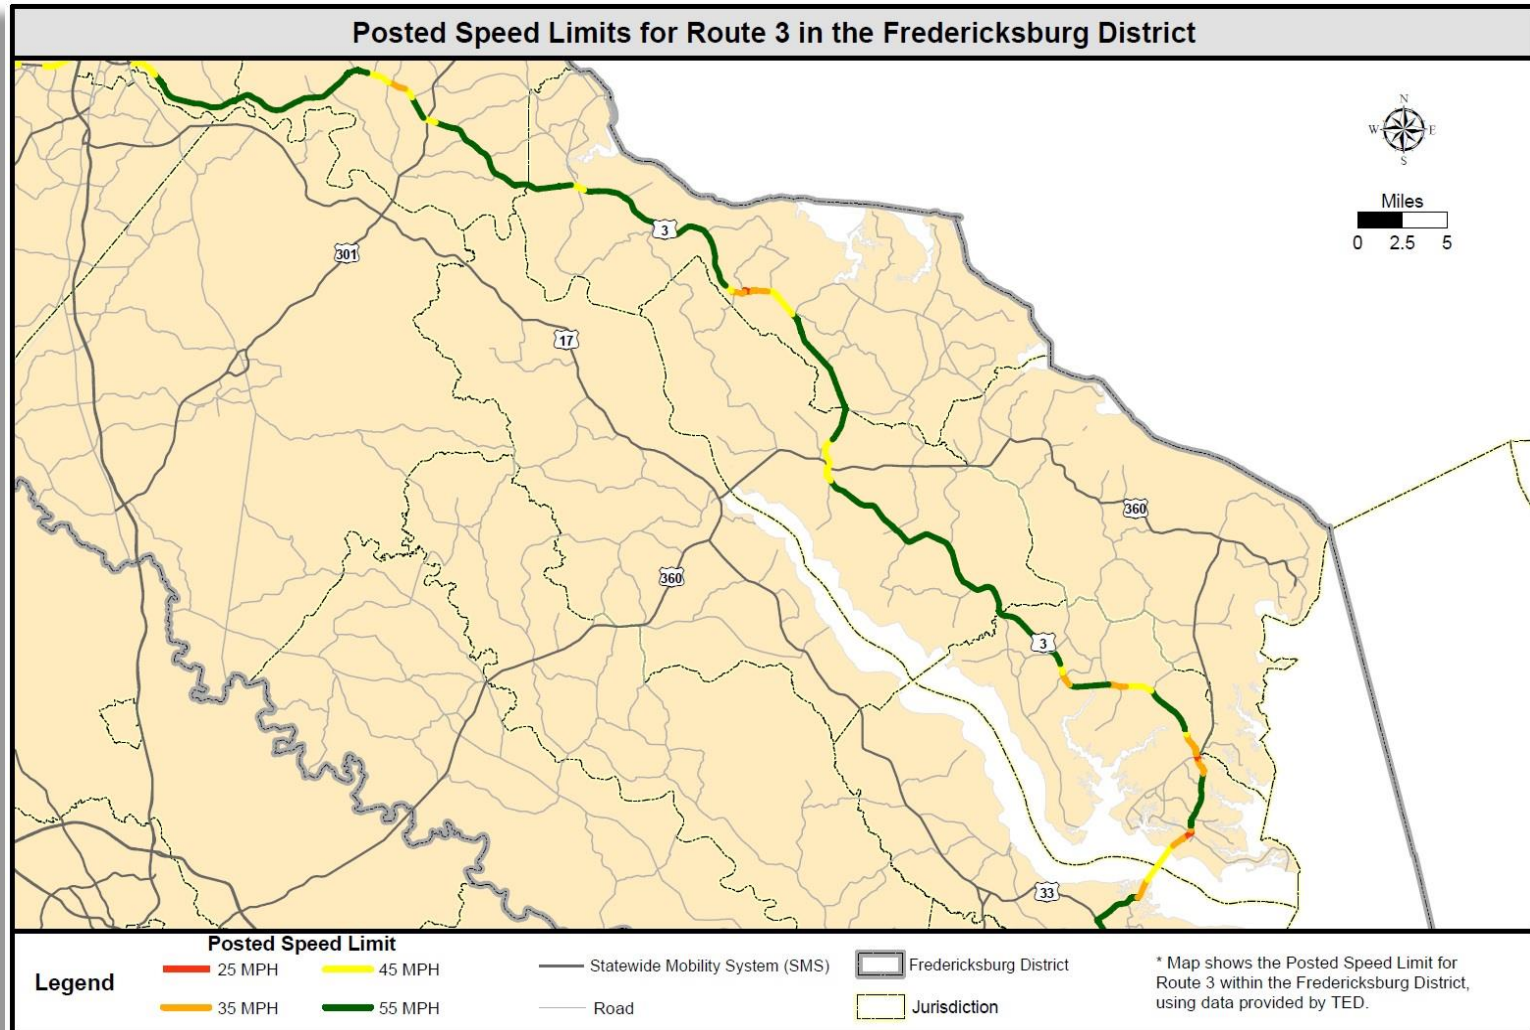 Posted Speed Limits for Route 3 in the Fredericksburg District
N
W E
S
Miles
0 2.5 5
3
301
17
360
360
3
33
Legend
Posted Speed Limit
25 MPH
45 MPH
35 MPH
55 MPH
Statewide Mobility System (SMS)
Road
Fredericksburg District
Jurisdiction
* Map shows the Posted Speed Limit for
Route 3 within the Fredericksburg District,
using data provided by TED.